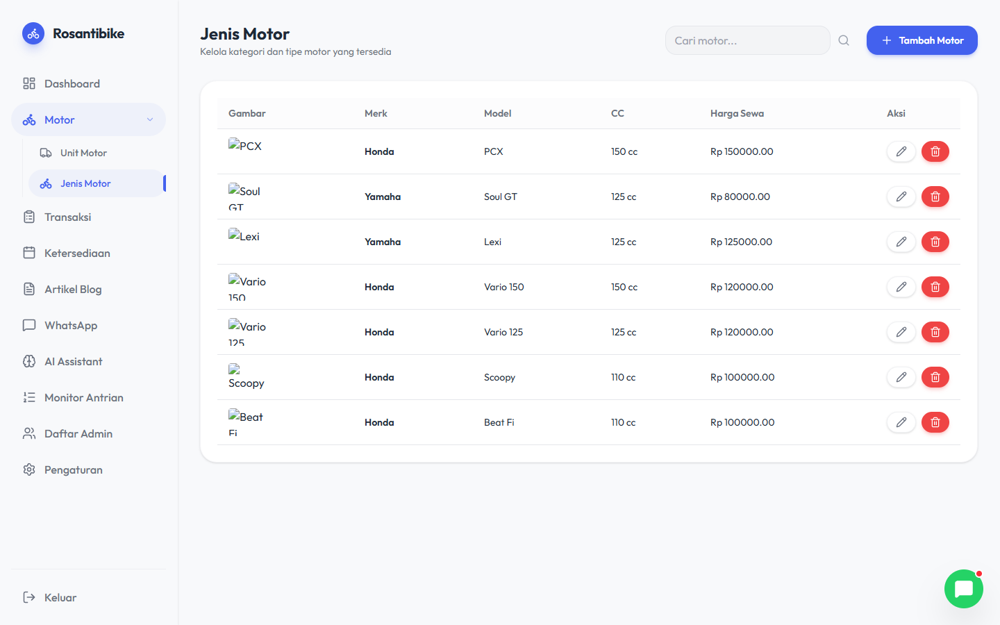 Rosantibike
Dashboard
Motor
Unit Motor
Jenis Motor
Transaksi
Ketersediaan
Artikel Blog
WhatsApp
AI Assistant
Monitor Antrian
Daftar Admin
Pengaturan
Keluar
Jenis Motor
Kelola kategori dan tipe motor yang tersedia
Cari motor...
Tambah Motor
Gambar Merk Model CC Harga Sewa Aksi
PCX Honda PCX 150 cc Rp 150000.00
Soul
GT
Yamaha Soul GT 125 cc Rp 80000.00
Lexi Yamaha Lexi 125 cc Rp 125000.00
Vario
150
Honda Vario 150 150 cc Rp 120000.00
Vario
125
Honda Vario 125 125 cc Rp 120000.00
Scoopy
Honda Scoopy 110 cc Rp 100000.00
Beat
Fi
Honda Beat Fi 110 cc Rp 100000.00